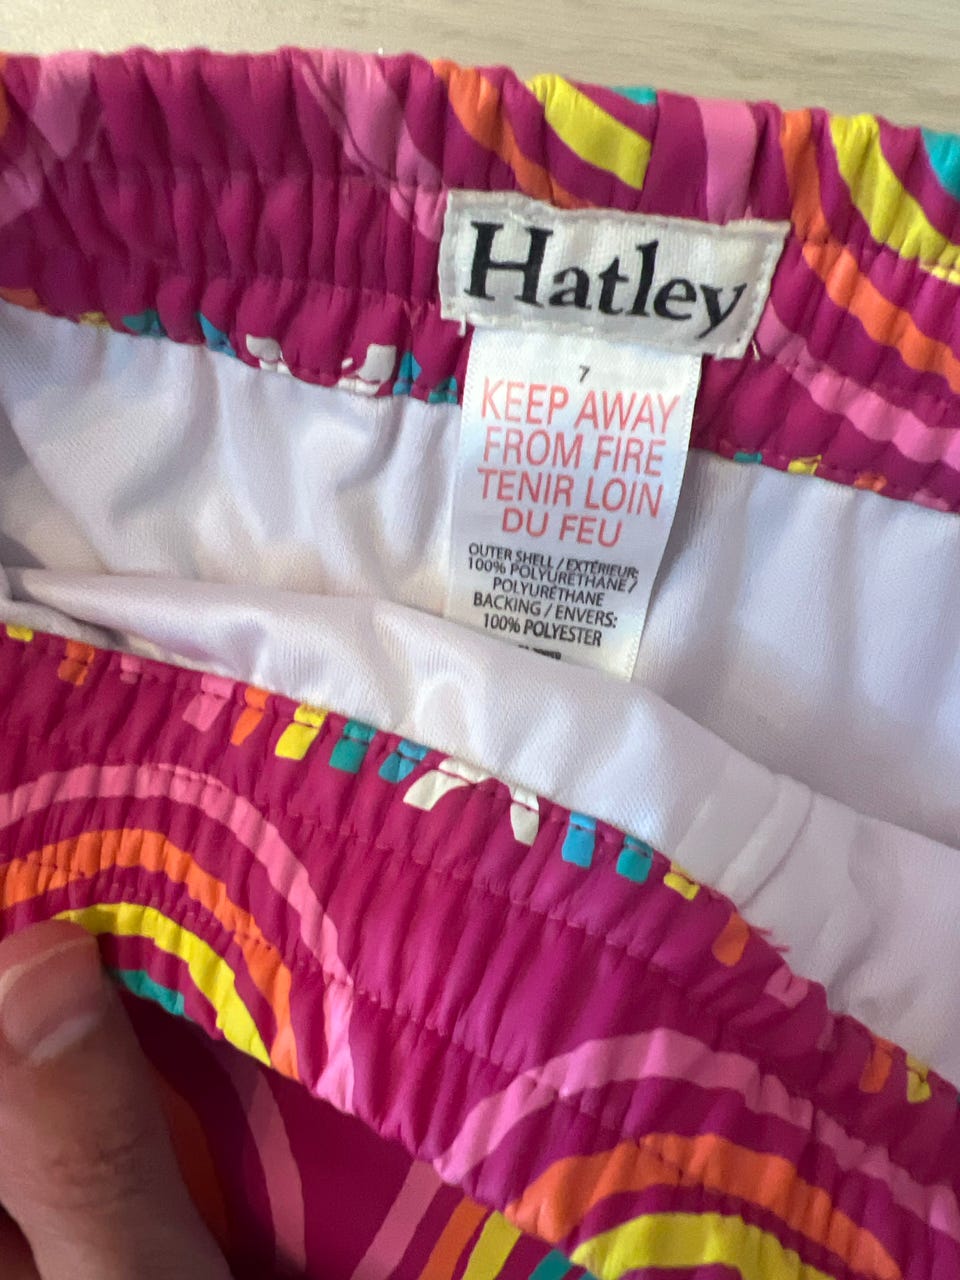 Hatley
7
KEEP AWAY
FROM FIRE
TENIR LOIN
DU FEU
OUTER SHELL / EXTÉRIEUR:
100% POLYURETHANE /
POLYURÉTHANE
BACKING / ENVERS:
100% POLYESTER